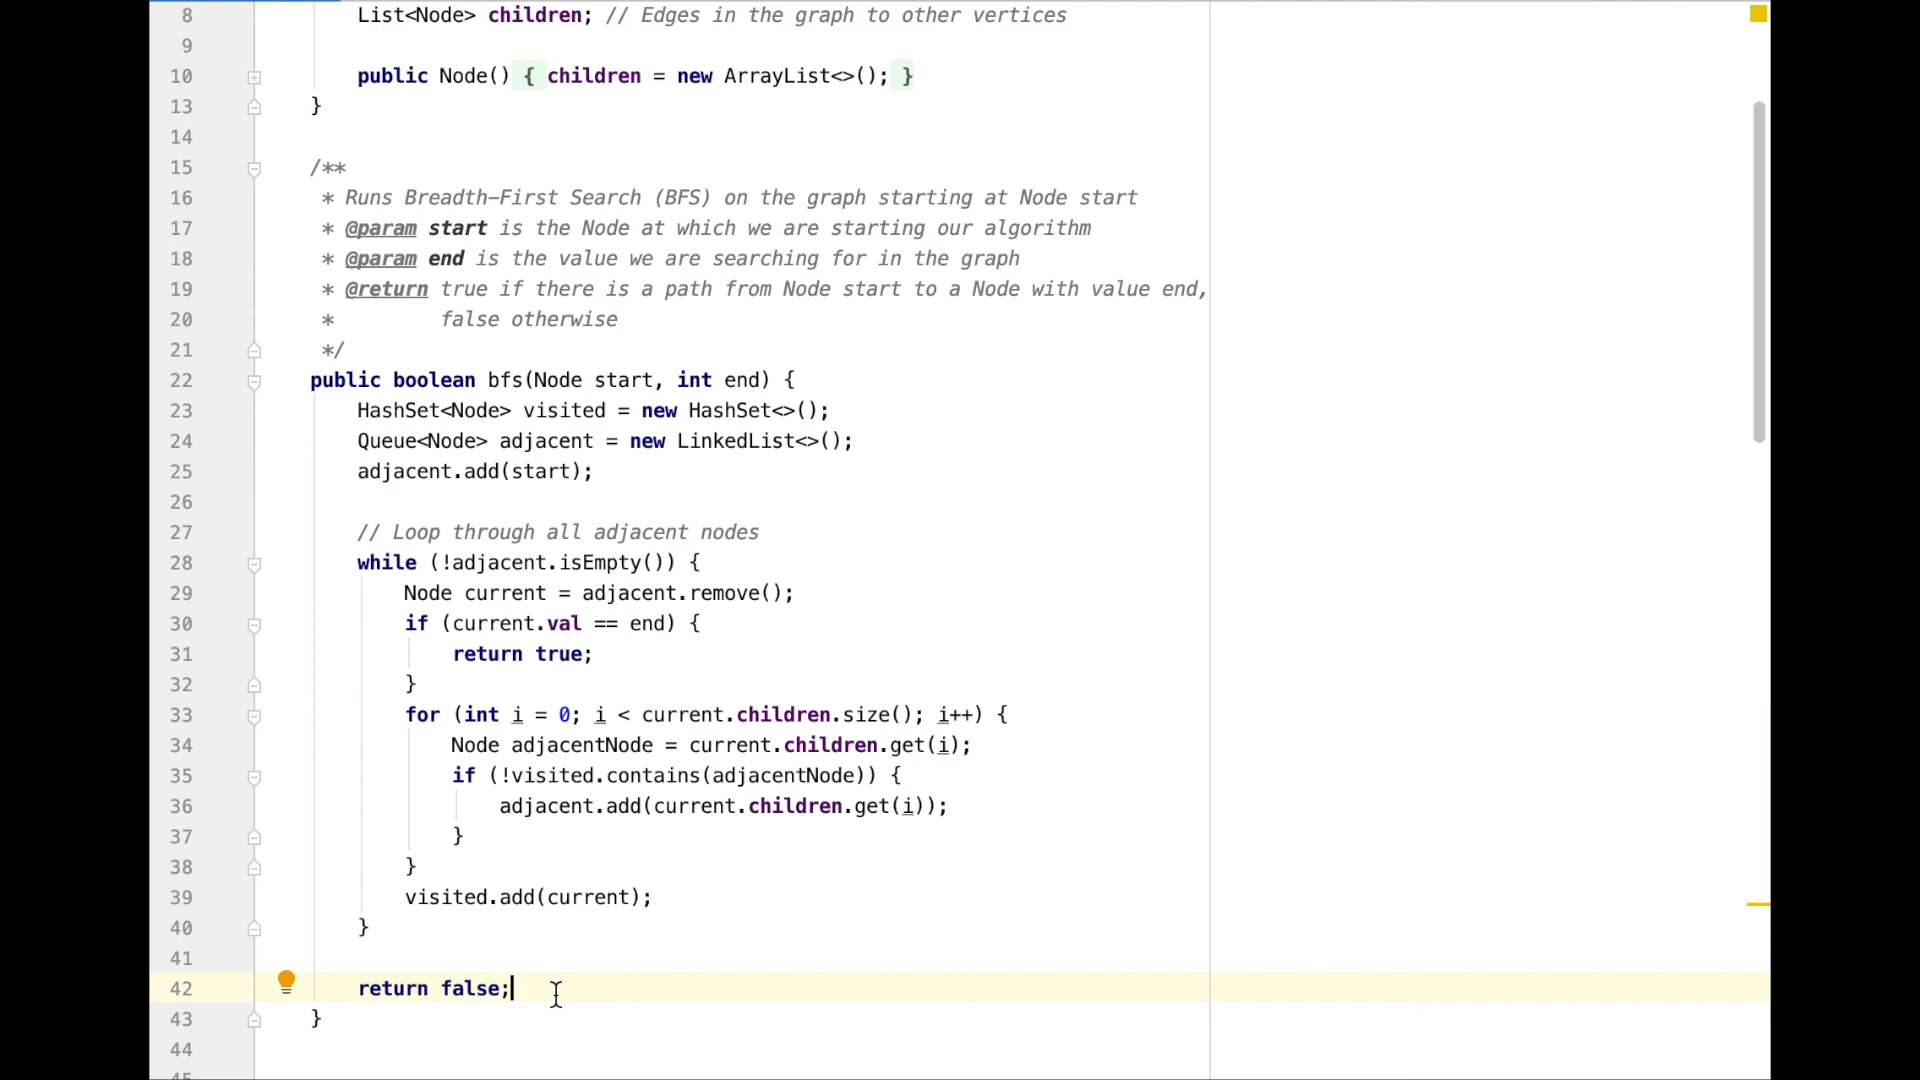 8 List<Node> children; // Edges in the graph to other vertices
9
10 public Node() { children = new ArrayList<>(); }
13 }
14
15 /**
16 * Runs Breadth-First Search (BFS) on the graph starting at Node start
17 * @param start is the Node at which we are starting our algorithm
18 * @param end is the value we are searching for in the graph
19 * @return true if there is a path from Node start to a Node with value end,
20 * false otherwise
21 */
22 public boolean bfs(Node start, int end) {
23 HashSet<Node> visited = new HashSet<>();
24 Queue<Node> adjacent = new LinkedList<>();
25 adjacent.add(start);
26
27 // Loop through all adjacent nodes
28 while (!adjacent.isEmpty()) {
29 Node current = adjacent.remove();
30 if (current.val == end) {
31 return true;
32 }
33 for (int i = 0; i < current.children.size(); i++) {
34 Node adjacentNode = current.children.get(i);
35 if (!visited.contains(adjacentNode)) {
36 adjacent.add(current.children.get(i));
37 }
38 }
39 visited.add(current);
40 }
41
42 return false;
43 }
44
45